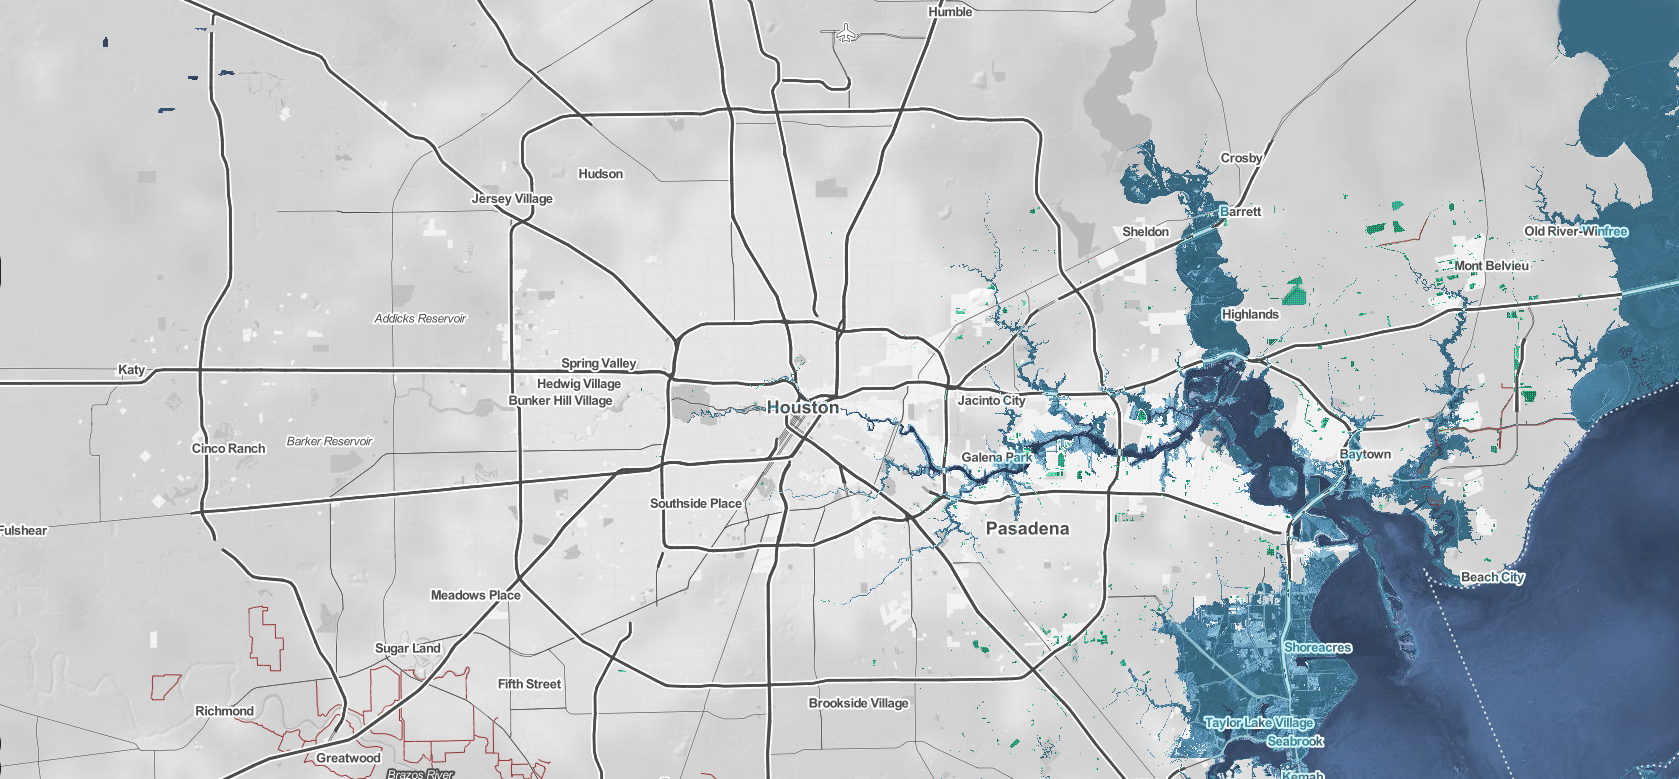 Humble
Crosby
Hudson
Jersey Village
Barrett
Sheldon
Old River-Winfree
Mont Belvieu
Highlands
Addicks Reservoir
Spring Valley
Katy
Hedwig Village
Bunker Hill Village
Jacinto City
Houston
Barker Reservoir
Cinco Ranch
Galena Park
Baytown
Southside Place
Fulshear
Pasadena
Beach City
Meadows Place
Sugar Land
Shoreacres
Fifth Street
Brookside Village
Richmond
Taylor Lake Village
Seabrook
Greatwood
Brazos River
Kemah